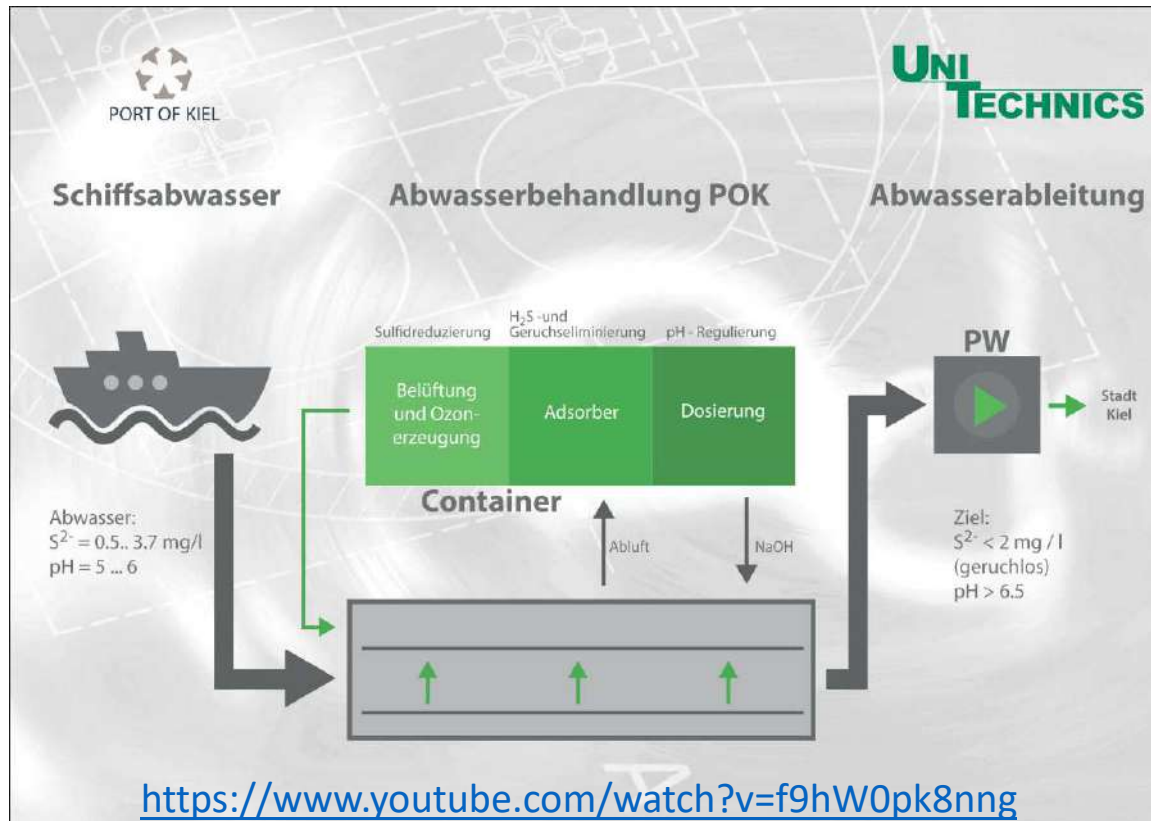 PORT OF KIEL
UNI
TECHNICS
Schiffsabwasser
Abwasserbehandlung POK
Abwasserableitung
Sulfidreduzierung
H₂S -und
Geruchseliminierung
pH - Regulierung
Belüftung
und Ozon-
erzeugung
Adsorber
Dosierung
Container
PW
Stadt
Kiel
Abwasser:
S²⁻ = 0.5.. 3.7 mg/l
pH = 5 ... 6
Abluft
NaOH
Ziel:
S²⁻ < 2 mg / l
(geruchlos)
pH > 6.5
https://www.youtube.com/watch?v=f9hW0pk8nng